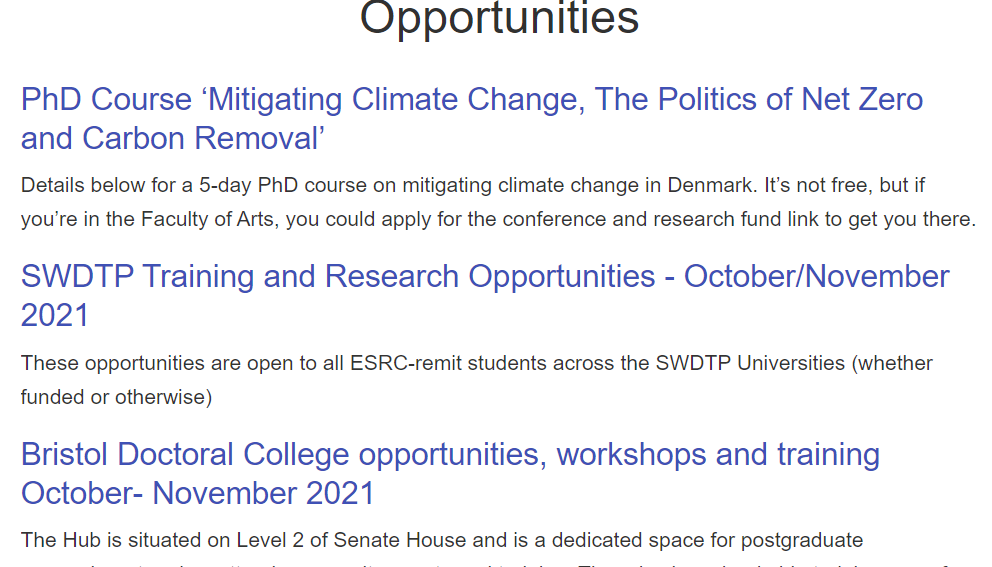 Opportunities
PhD Course ‘Mitigating Climate Change, The Politics of Net Zero
and Carbon Removal’
Details below for a 5-day PhD course on mitigating climate change in Denmark. It’s not free, but if
you’re in the Faculty of Arts, you could apply for the conference and research fund link to get you there.
SWDTP Training and Research Opportunities - October/November
2021
These opportunities are open to all ESRC-remit students across the SWDTP Universities (whether
funded or otherwise)
Bristol Doctoral College opportunities, workshops and training
October- November 2021
The Hub is situated on Level 2 of Senate House and is a dedicated space for postgraduate